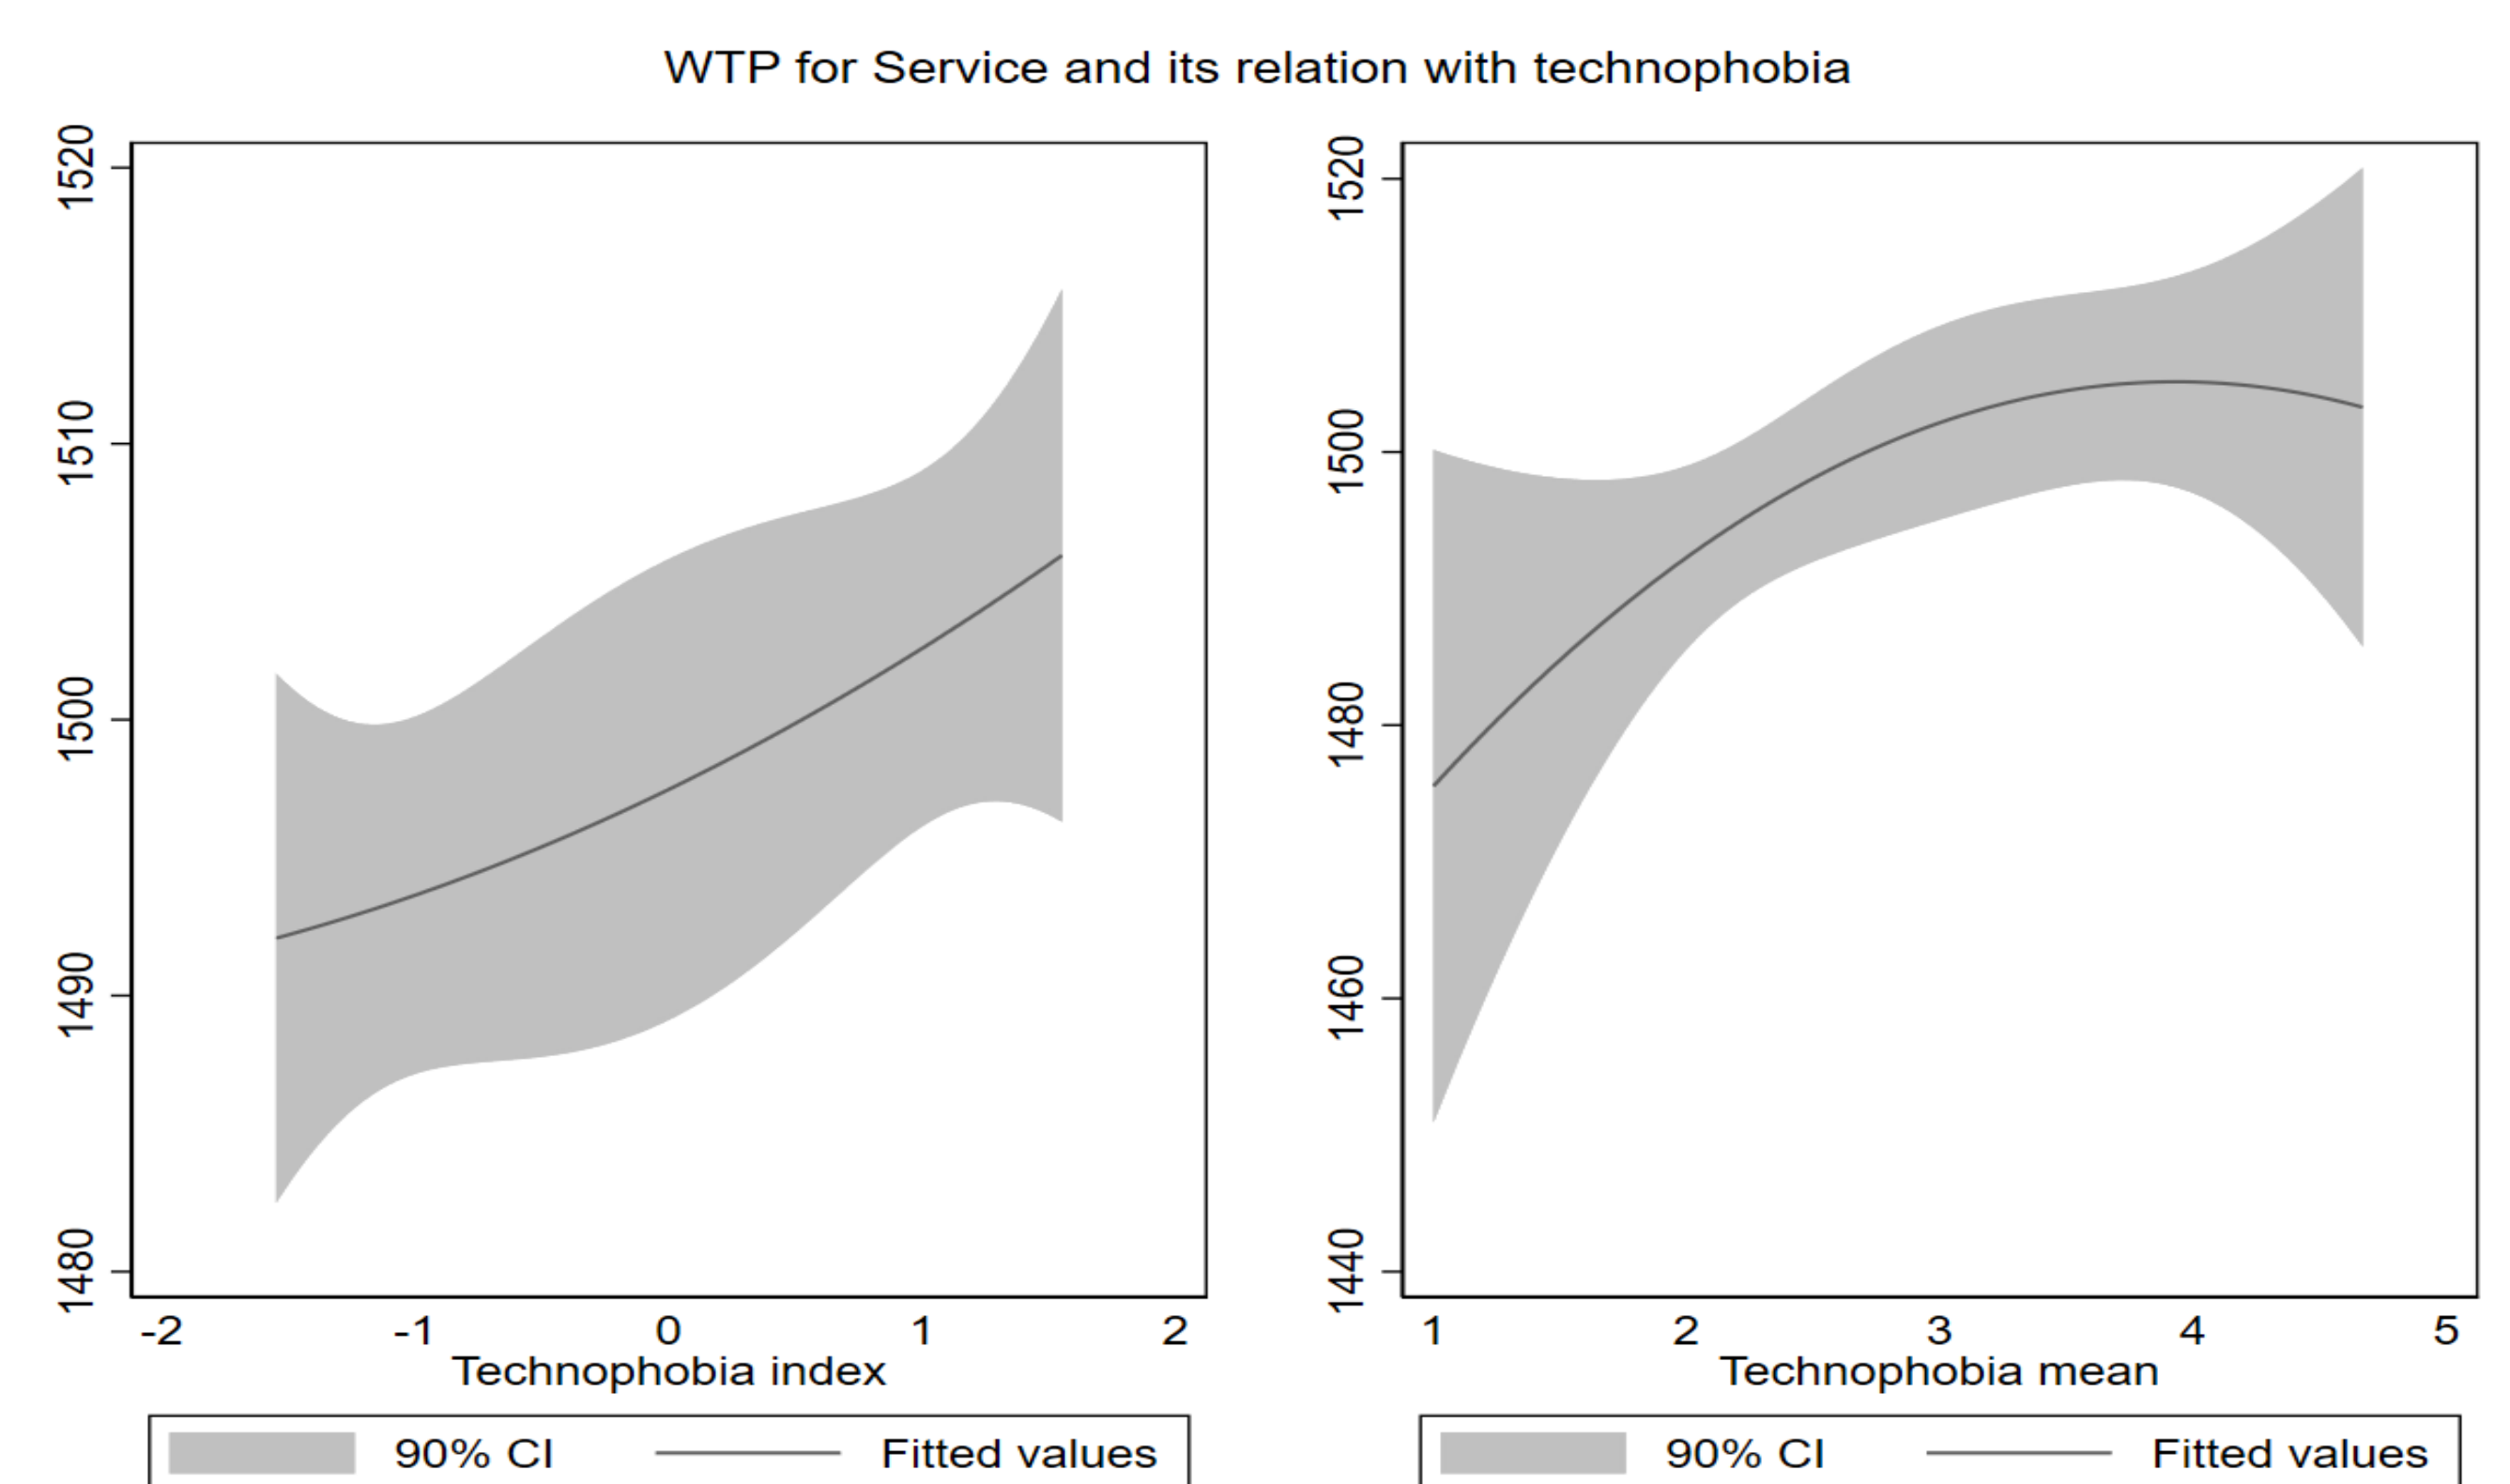 WTP for Service and its relation with technophobia
1520
1510
1500
1490
1480
-2 -1 0 1 2
Technophobia index
90% CI Fitted values
1520
1500
1480
1460
1440
1 2 3 4 5
Technophobia mean
90% CI Fitted values